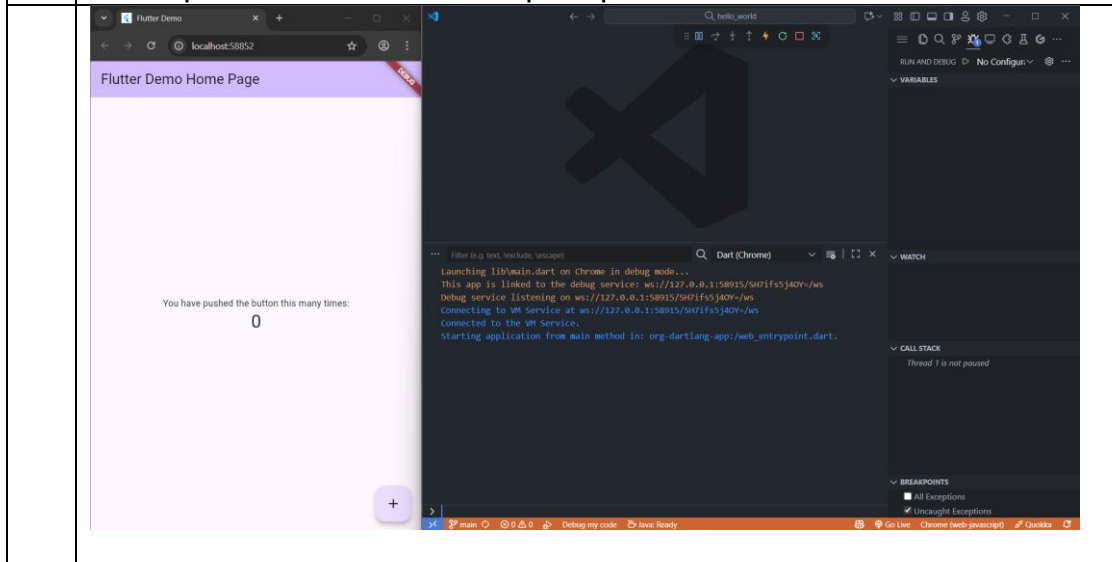 Flutter Demo
localhost:58852
Flutter Demo Home Page
DEBUG
You have pushed the button this many times:
0
+
hello_world
RUN AND DEBUG
No Configur
VARIABLES
Filter (e.g. text, !exclude, \escape)
Dart (Chrome)
Launching lib\main.dart on Chrome in debug mode...
This app is linked to the debug service: ws://127.0.0.1:58915/SH7ifs5j4OY=/ws
Debug service listening on ws://127.0.0.1:58915/SH7ifs5j4OY=/ws
Connecting to VM Service at ws://127.0.0.1:58915/SH7ifs5j4OY=/ws
Connected to the VM Service.
Starting application from main method in: org-dartlang-app:/web_entrypoint.dart.
WATCH
CALL STACK
Thread 1 is not paused
BREAKPOINTS
All Exceptions
Uncaught Exceptions
main 0 0 Debug my code Java: Ready Go Live Chrome (web-javascript) Quokka